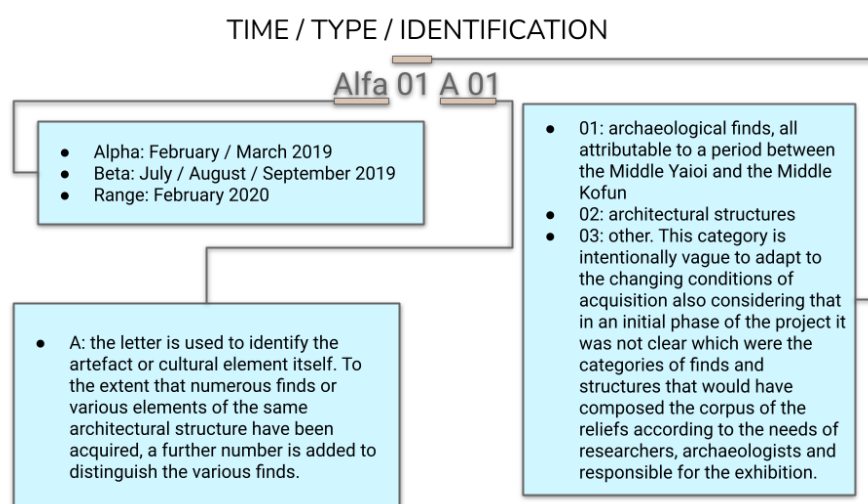 TIME / TYPE / IDENTIFICATION
Alfa 01 A 01
● Alpha: February / March 2019
● Beta: July / August / September 2019
● Range: February 2020
● 01: archaeological finds, all
attributable to a period between
the Middle Yaioi and the Middle
Kofun
● 02: architectural structures
● 03: other. This category is
intentionally vague to adapt to
the changing conditions of
acquisition also considering that
in an initial phase of the project it
was not clear which were the
categories of finds and
structures that would have
composed the corpus of the
reliefs according to the needs of
researchers, archaeologists and
responsible for the exhibition.
● A: the letter is used to identify the
artefact or cultural element itself. To
the extent that numerous finds or
various elements of the same
architectural structure have been
acquired, a further number is added to
distinguish the various finds.